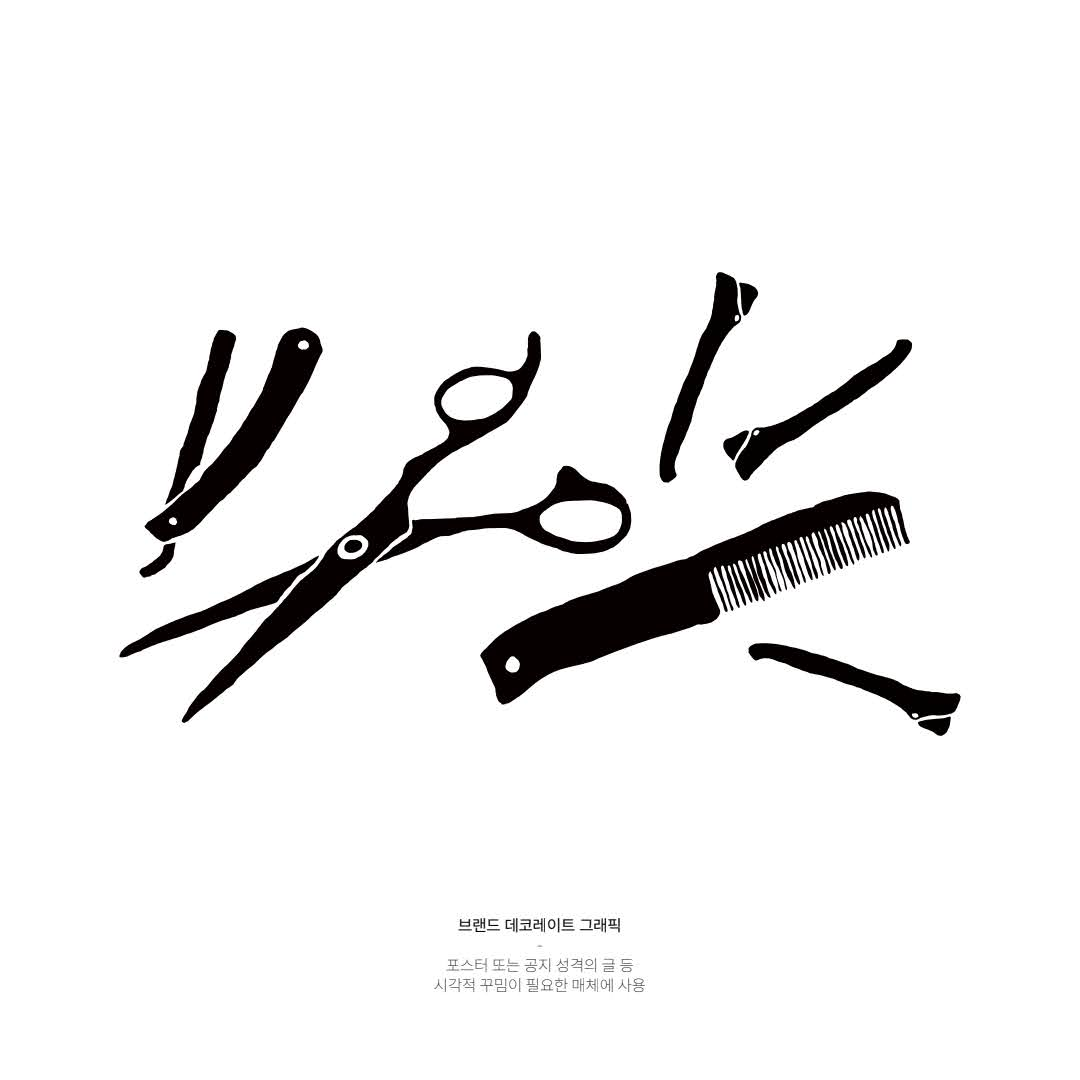 브랜드 데코레이트 그래픽
-
포스터 또는 공지 성격의 글 등
시각적 꾸밈이 필요한 매체에 사용